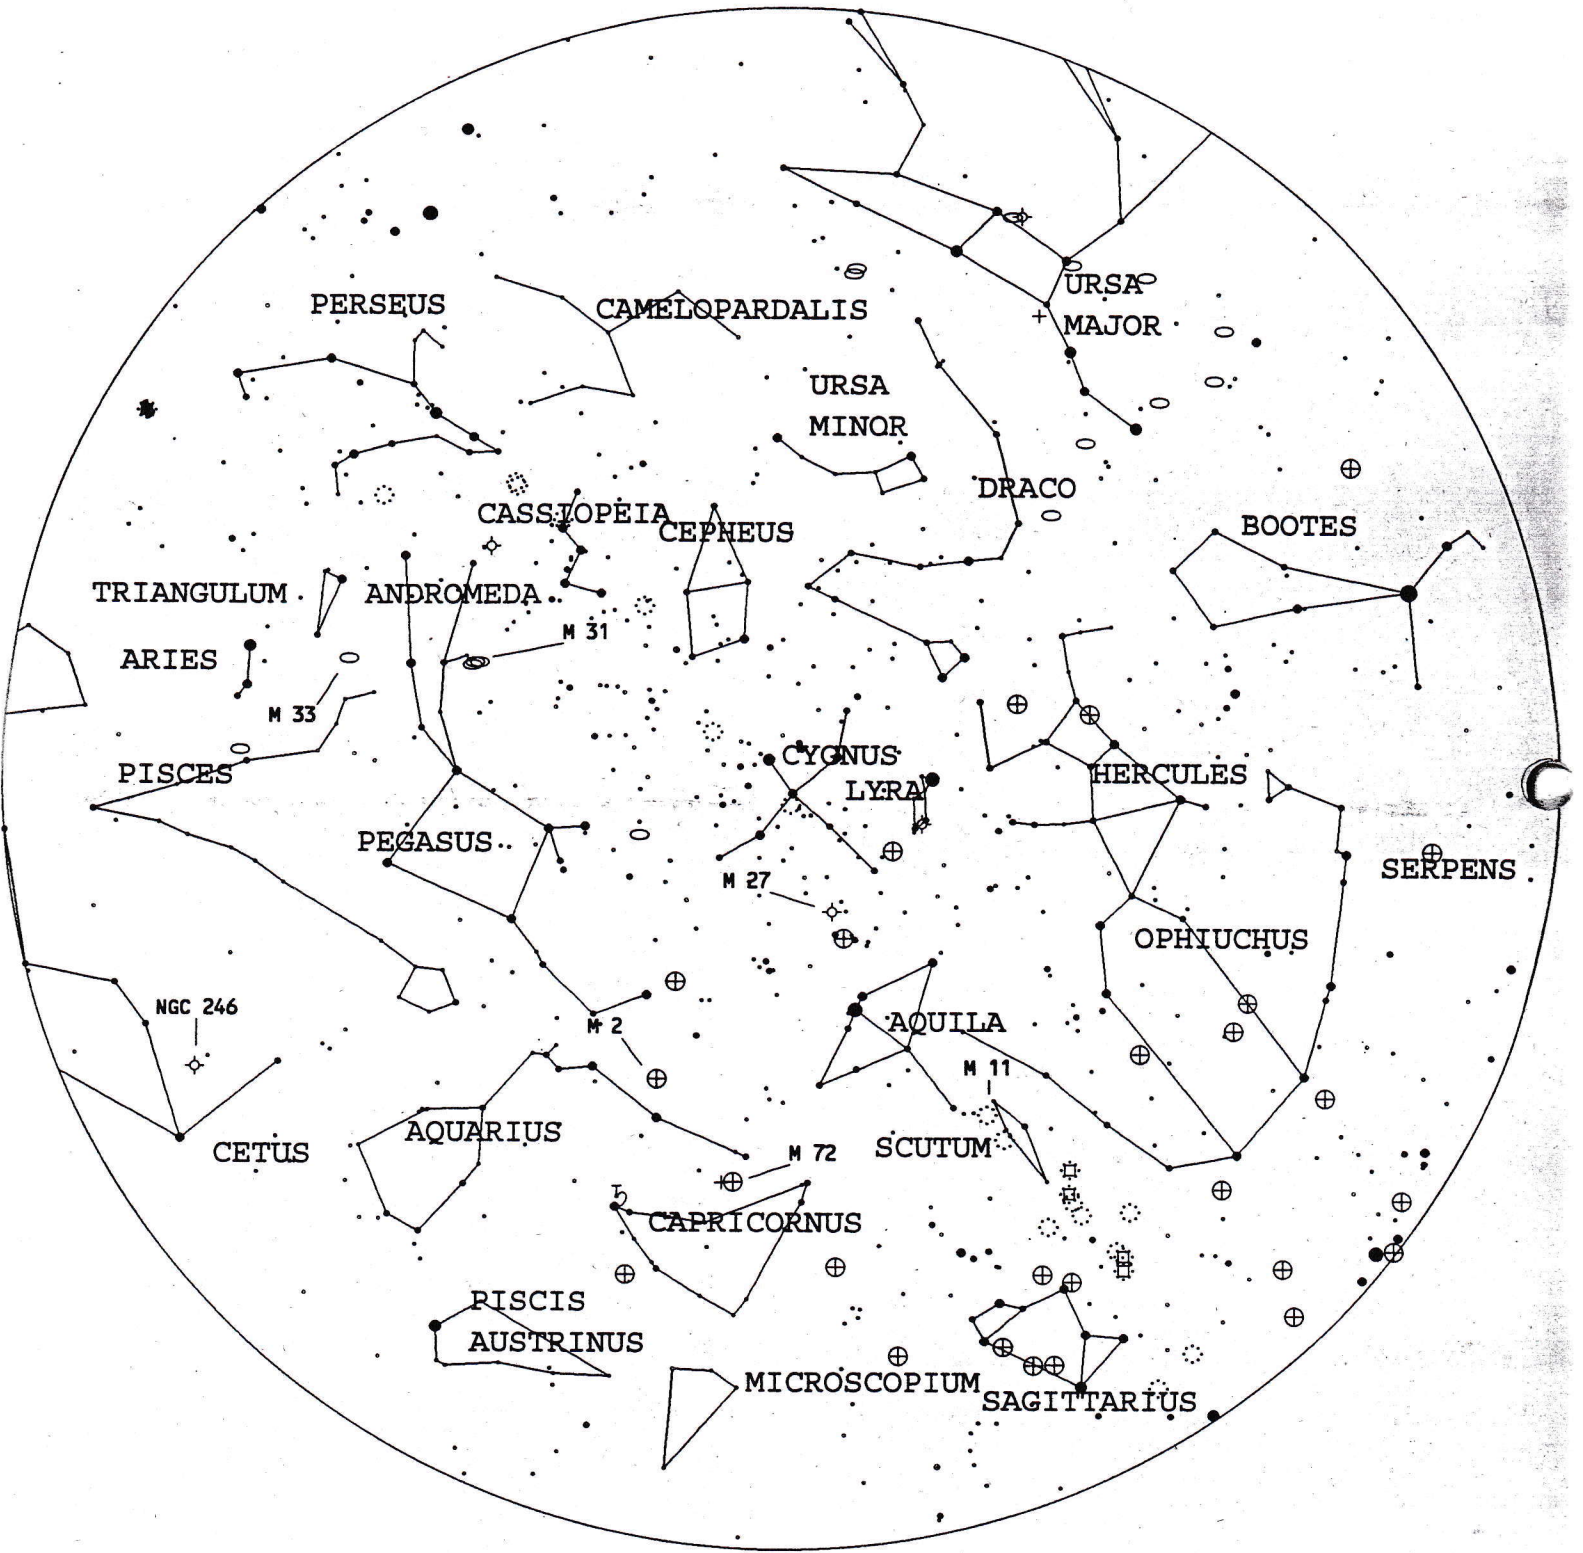 PERSEUS
CAMELOPARDALIS
URSA
MAJOR
URSA
MINOR
DRACO
CASSIOPEIA
CEPHEUS
BOOTES
TRIANGULUM
ANDROMEDA
M 31
ARIES
M 33
PISCES
CYGNUS
LYRA
HERCULES
PEGASUS
M 27
SERPENS
OPHIUCHUS
NGC 246
M 2
AQUILA
M 11
AQUARIUS
CETUS
SCUTUM
M 72
CAPRICORNUS
PISCIS
AUSTRINUS
MICROSCOPIUM
SAGITTARIUS